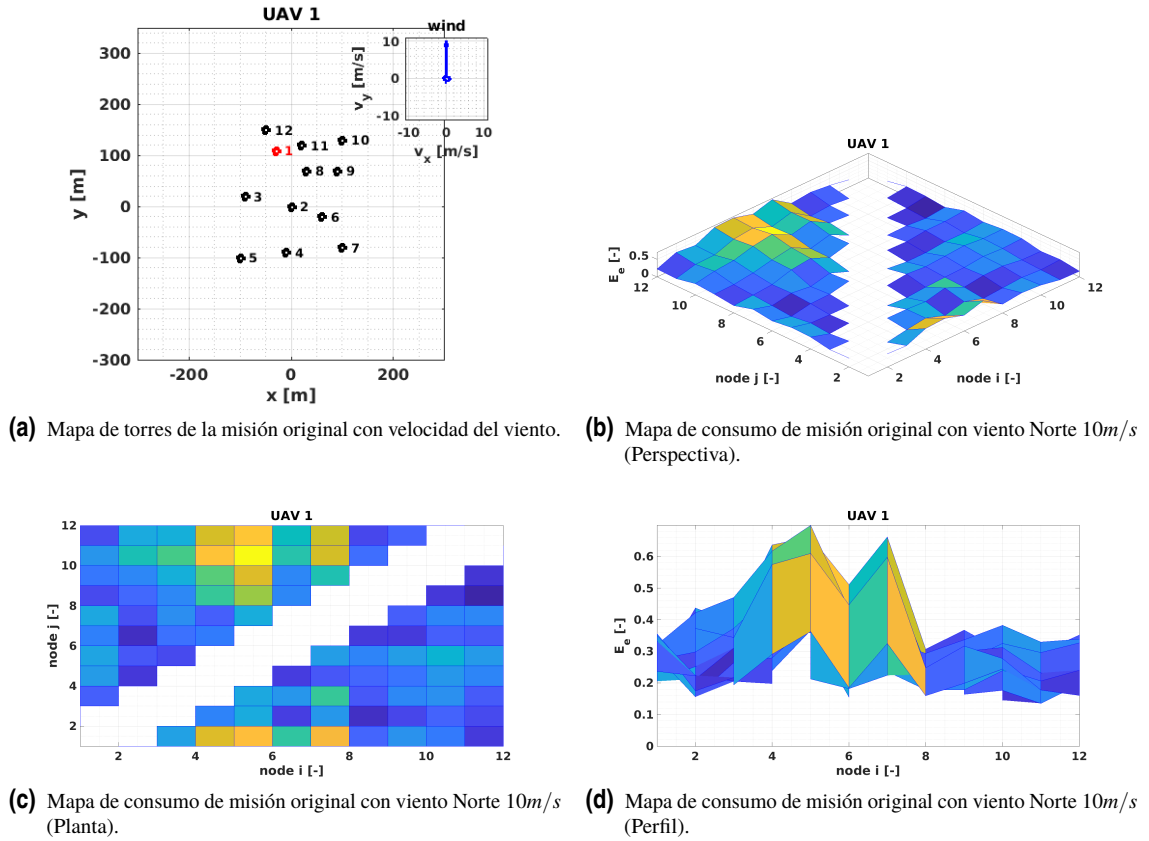 UAV 1
wind
v_y [m/s]
10
0
-10
-10 0 10
v_x [m/s]
y [m]
300
200
100
0
-100
-200
-300
12
1
11
10
8
9
3
2
6
4
5
7
-200 0 200
x [m]
(a) Mapa de torres de la misión original con velocidad del viento.
UAV 1
E_e [-]
0.5
0
12
10
8
6
4
2
node j [-]
2
4
6
8
10
12
node i [-]
(b) Mapa de consumo de misión original con viento Norte 10m/s
(Perspectiva).
UAV 1
node j [-]
12
10
8
6
4
2
2 4 6 8 10 12
node i [-]
(c) Mapa de consumo de misión original con viento Norte 10m/s
(Planta).
UAV 1
E_e [-]
0.6
0.5
0.4
0.3
0.2
0.1
0
2 4 6 8 10 12
node i [-]
(d) Mapa de consumo de misión original con viento Norte 10m/s
(Perfil).